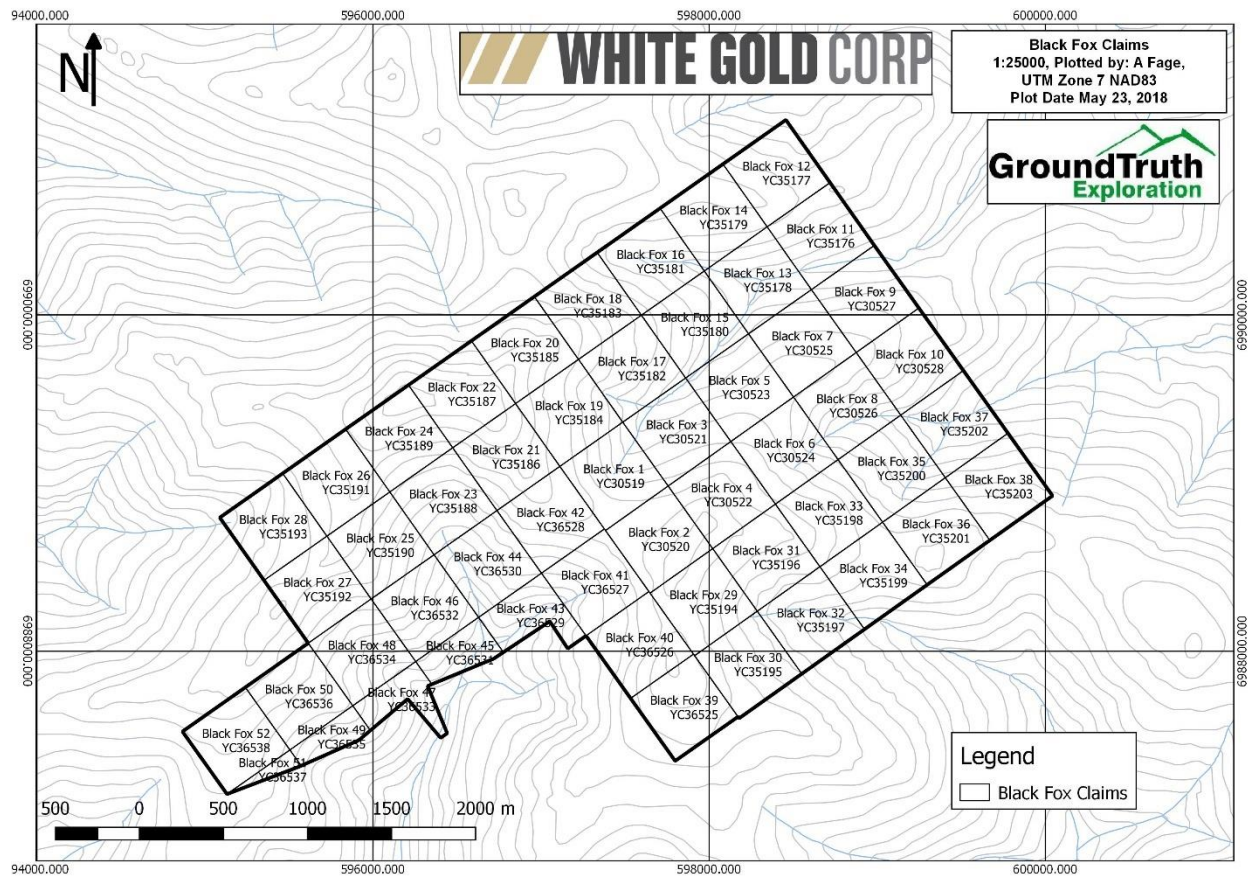 94000.000
596000.000
598000.000
600000.000
N
WHITE GOLD CORP
Black Fox Claims
1:25000, Plotted by: A Fage,
UTM Zone 7 NAD83
Plot Date May 23, 2018
GroundTruth
Exploration
Black Fox 12
YC35177
Black Fox 14
YC35179
Black Fox 11
YC35176
Black Fox 16
YC35181
Black Fox 13
YC35178
Black Fox 9
YC30527
Black Fox 18
YC35183
Black Fox 15
YC35180
6990000.000
6990000.000
Black Fox 7
YC30525
Black Fox 10
YC30528
Black Fox 20
YC35185
Black Fox 17
YC35182
Black Fox 5
YC30523
Black Fox 8
YC30526
Black Fox 37
YC35202
Black Fox 22
YC35187
Black Fox 19
YC35184
Black Fox 3
YC30521
Black Fox 6
YC30524
Black Fox 35
YC35200
Black Fox 38
YC35203
Black Fox 24
YC35189
Black Fox 21
YC35186
Black Fox 1
YC30519
Black Fox 4
YC30522
Black Fox 33
YC35198
Black Fox 36
YC35201
Black Fox 26
YC35191
Black Fox 23
YC35188
Black Fox 42
YC36528
Black Fox 2
YC30520
Black Fox 31
YC35196
Black Fox 34
YC35199
Black Fox 28
YC35193
Black Fox 25
YC35190
Black Fox 44
YC36530
Black Fox 41
YC36527
Black Fox 29
YC35194
Black Fox 32
YC35197
Black Fox 27
YC35192
Black Fox 46
YC36532
Black Fox 43
YC36529
Black Fox 40
YC36526
Black Fox 30
YC35195
6988000.000
6988000.000
Black Fox 48
YC36534
Black Fox 45
YC36531
Black Fox 39
YC36525
Black Fox 50
YC36536
Black Fox 47
YC36533
Black Fox 52
YC36538
Black Fox 49
YC36535
Black Fox 51
YC36537
Legend
Black Fox Claims
500 0 500 1000 1500 2000 m
94000.000
596000.000
598000.000
600000.000